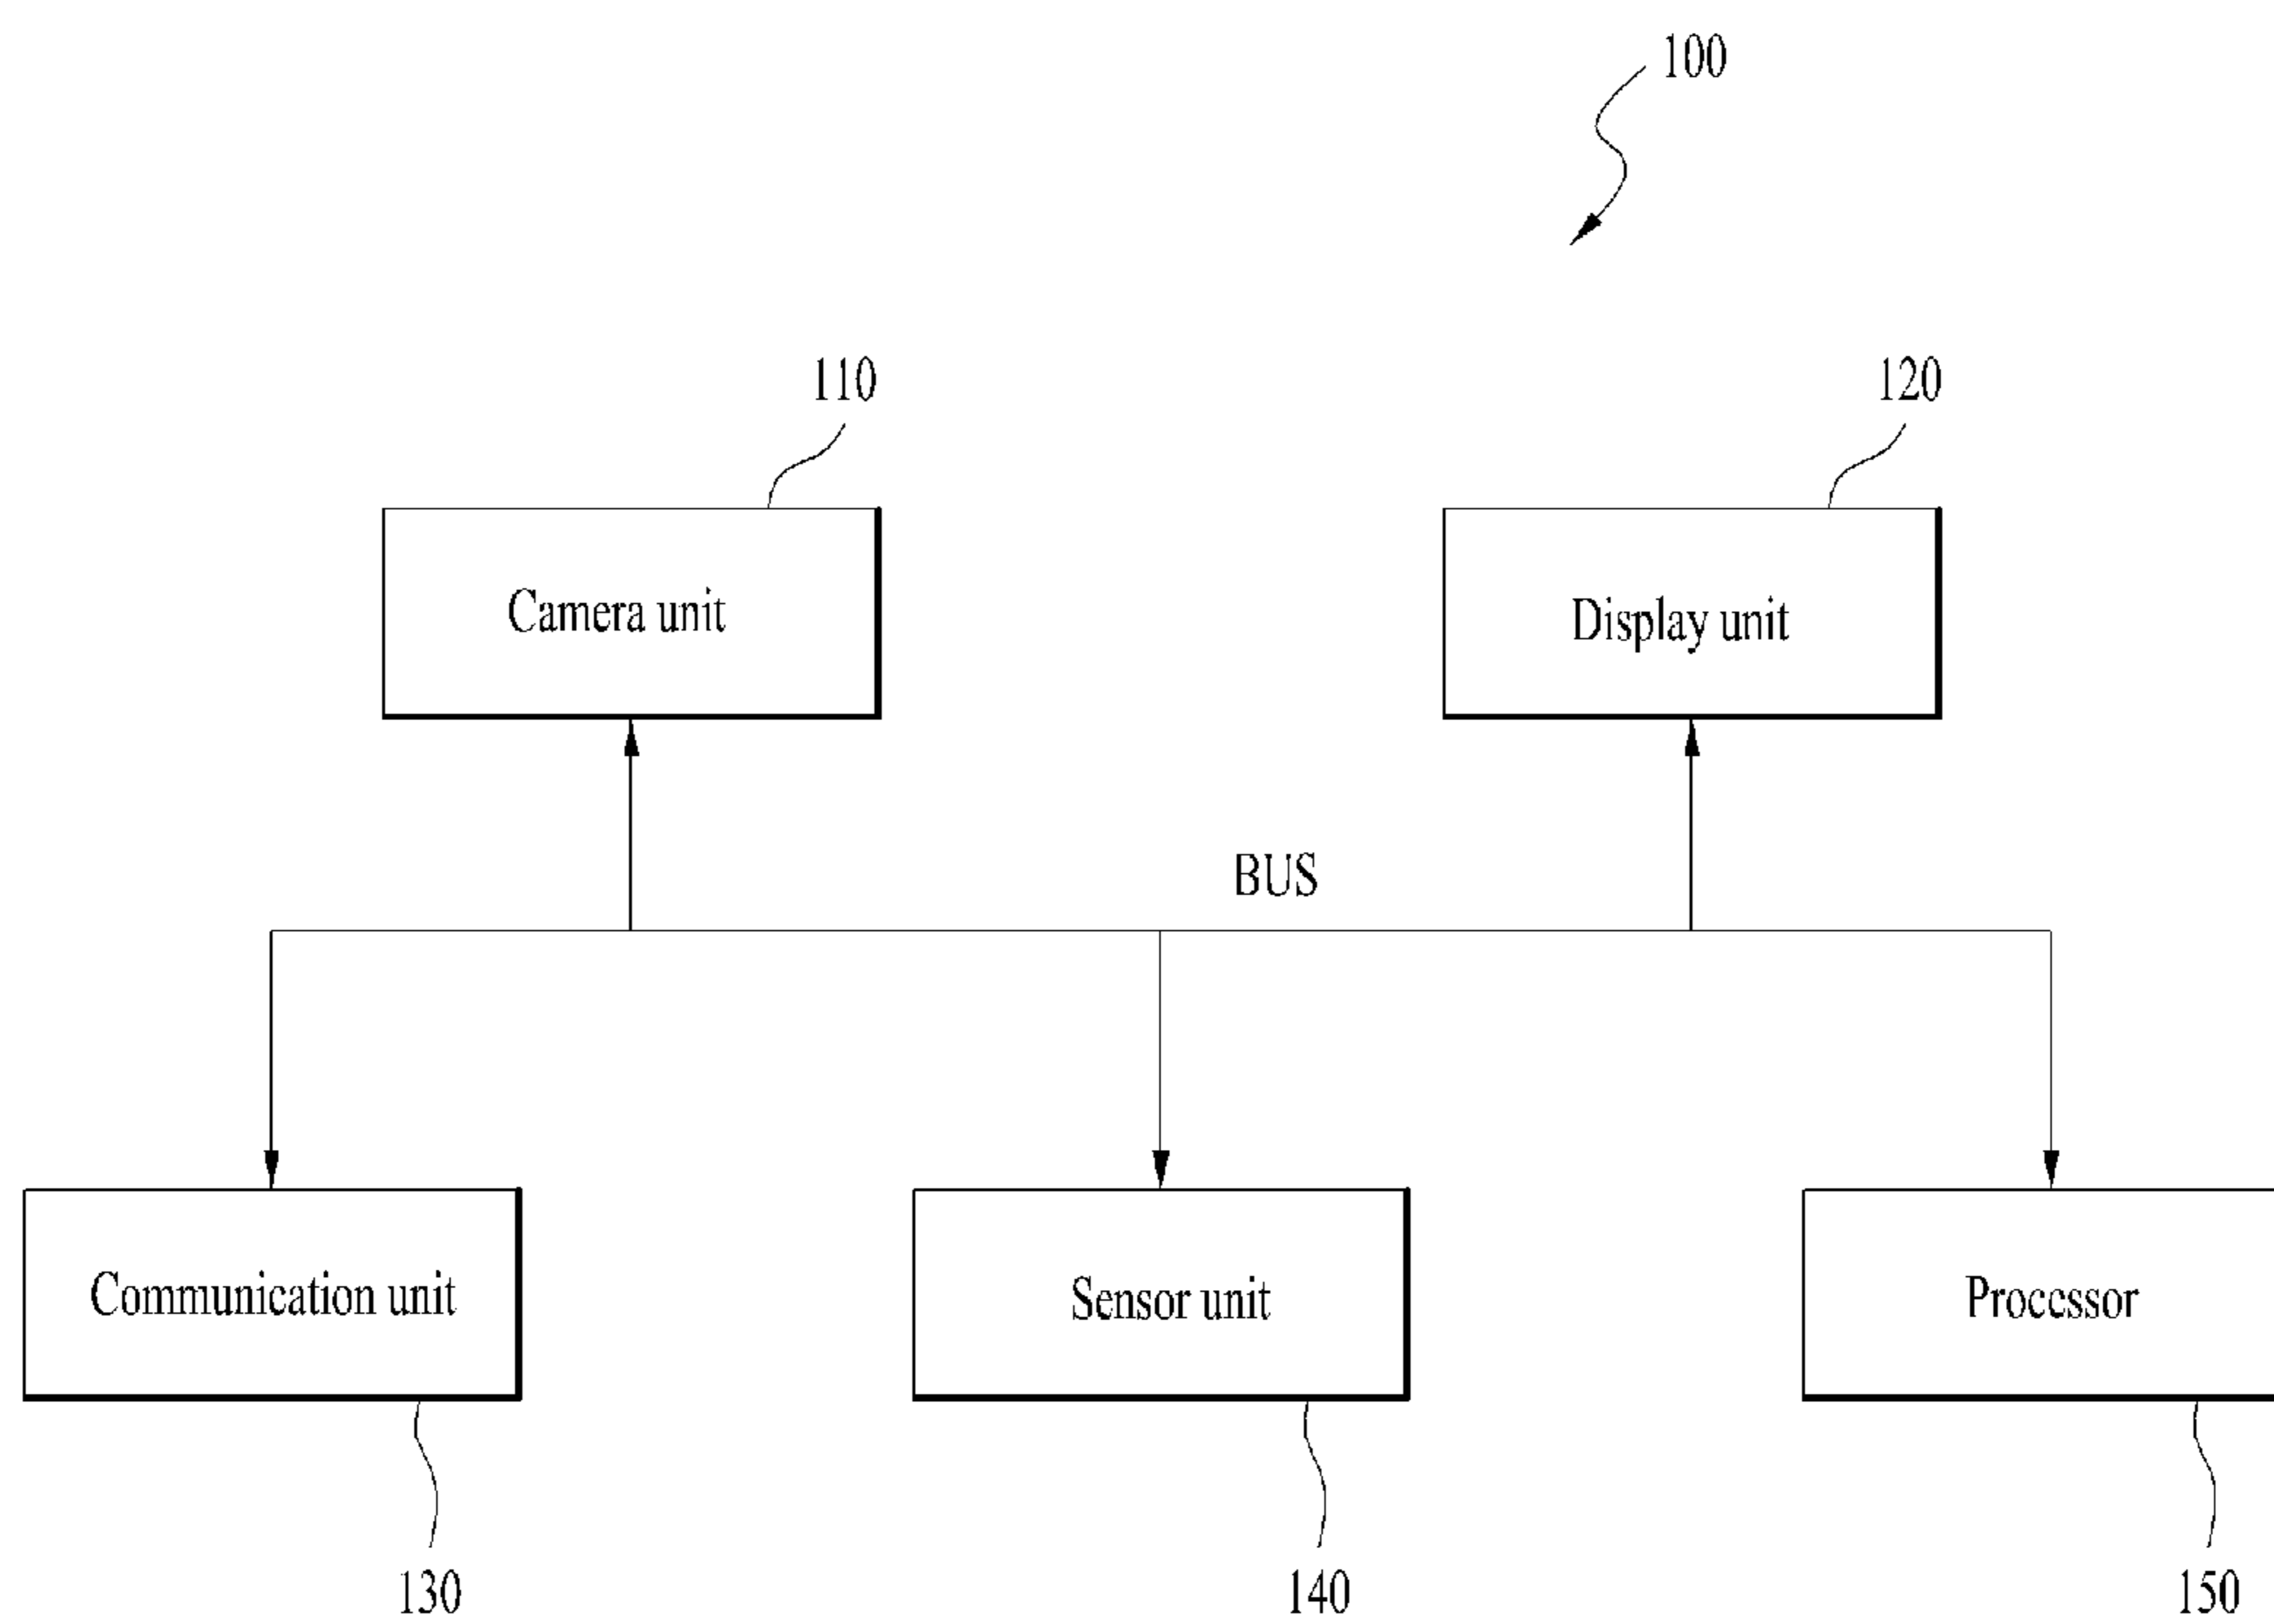 100
110
120
Camera unit
Display unit
BUS
Communication unit
Sensor unit
Processor
130
140
150